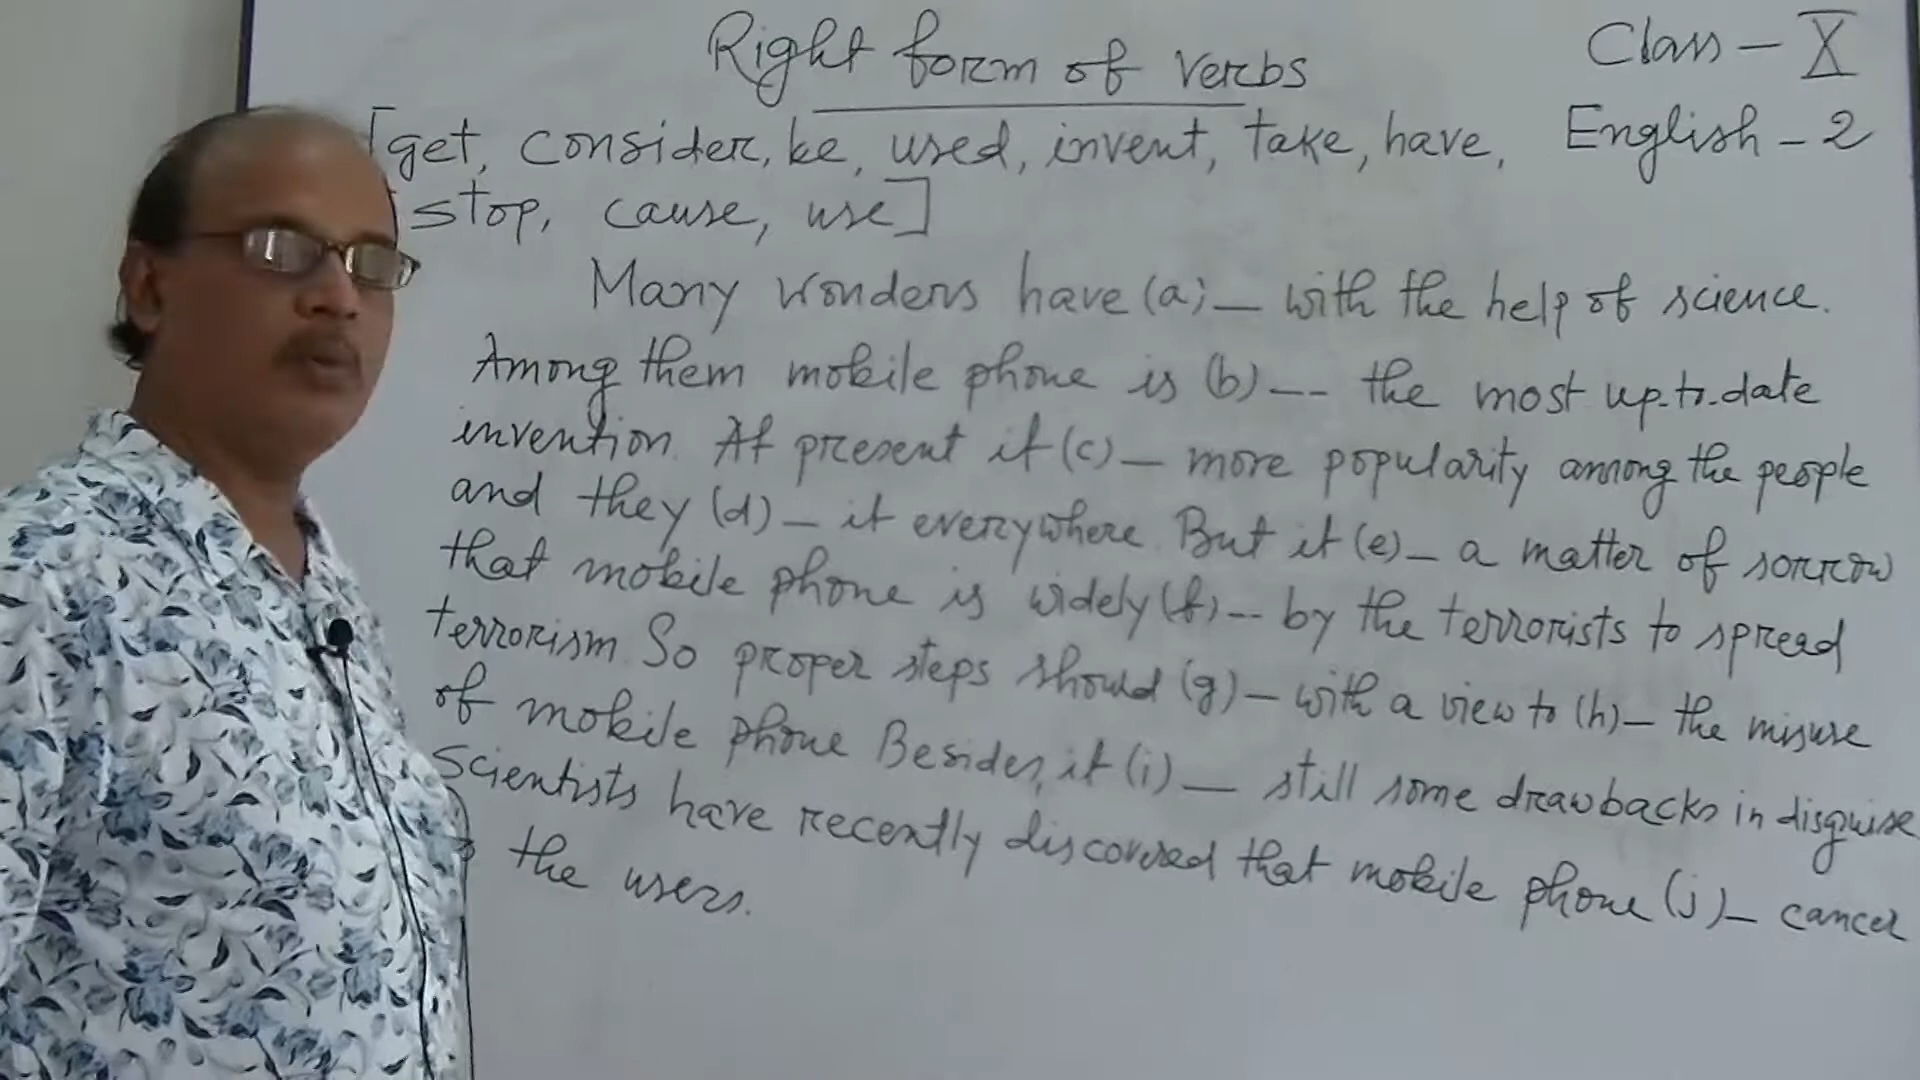 Right form of verbs
Class - X
[get, consider, be, used, invent, take, have,
English - 2
stop, cause, use]
Many wonders have (a) — with the help of science.
Among them mobile phone is (b) -- the most up-to-date
invention. At present it (c) — more popularity among the people
and they (d) — it everywhere. But it (e) — a matter of sorrow
that mobile phone is widely (f) -- by the terrorists to spread
terrorism. So proper steps should (g) — with a view to (h) — the misuse
of mobile phone Besides, it (i) — still some drawbacks in disguise
Scientists have recently discovered that mobile phone (j) — cancer
the users.